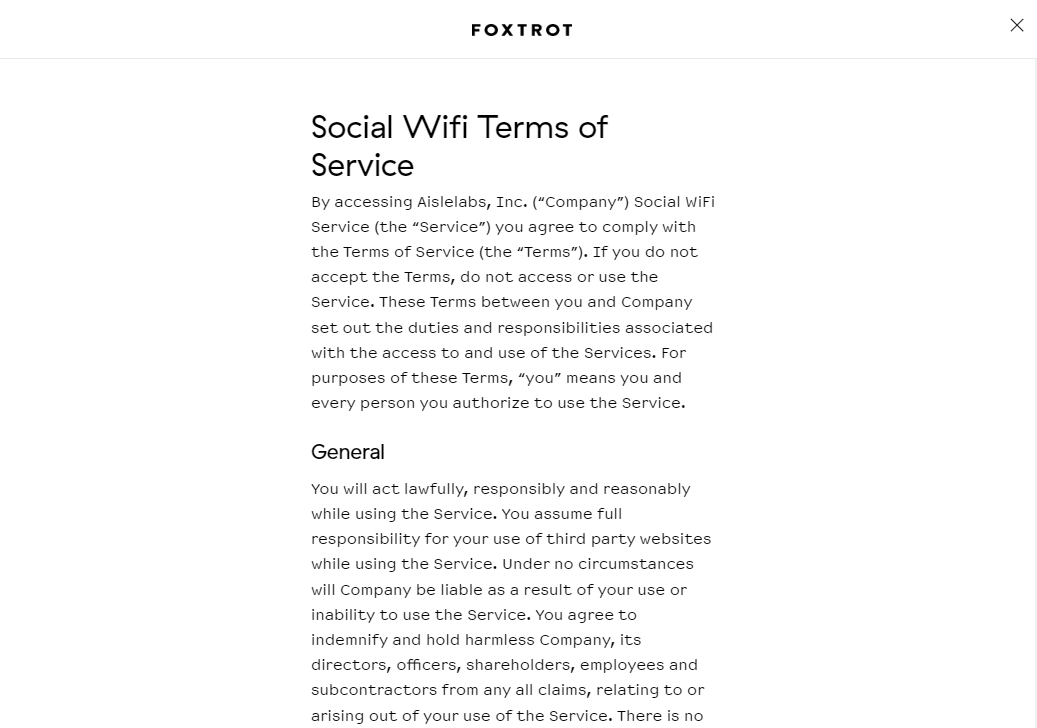 FOXTROT
Social Wifi Terms of
Service
By accessing Aislelabs, Inc. (“Company”) Social WiFi
Service (the “Service”) you agree to comply with
the Terms of Service (the “Terms”). If you do not
accept the Terms, do not access or use the
Service. These Terms between you and Company
set out the duties and responsibilities associated
with the access to and use of the Services. For
purposes of these Terms, “you” means you and
every person you authorize to use the Service.
General
You will act lawfully, responsibly and reasonably
while using the Service. You assume full
responsibility for your use of third party websites
while using the Service. Under no circumstances
will Company be liable as a result of your use or
inability to use the Service. You agree to
indemnify and hold harmless Company, its
directors, officers, shareholders, employees and
subcontractors from any all claims, relating to or
arising out of your use of the Service. There is no